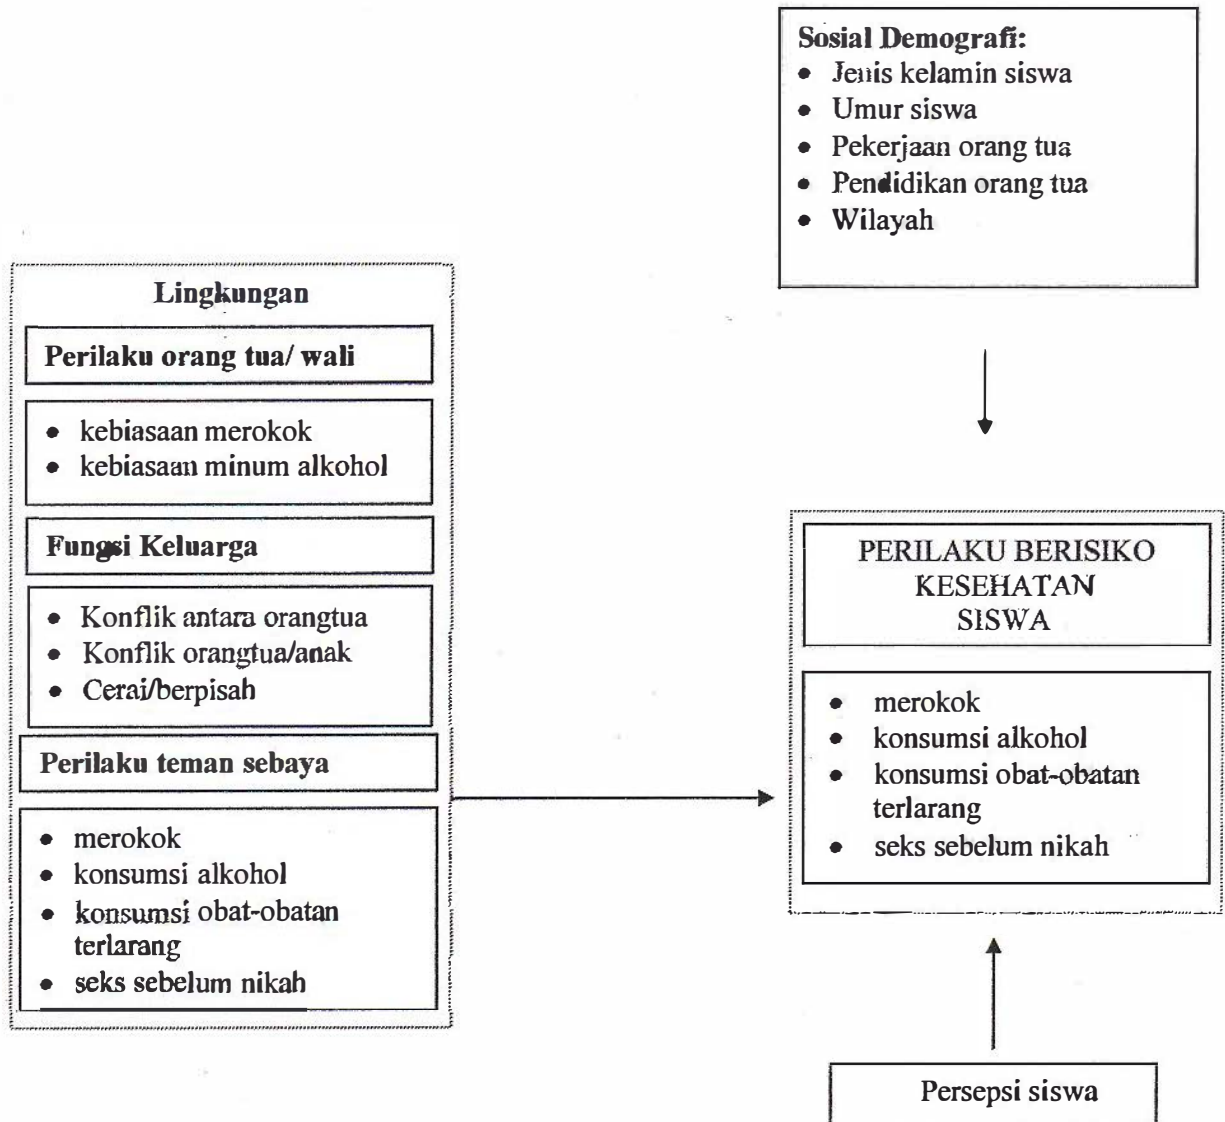 Sosial Demografi:
• Jenis kelamin siswa
• Umur siswa
• Pekerjaan orang tua
• Pendidikan orang tua
• Wilayah
Lingkungan
Perilaku orang tua/ wali
• kebiasaan merokok
• kebiasaan minum alkohol
Fungsi Keluarga
• Konflik antara orangtua
• Konflik orangtua/anak
• Cerai/berpisah
Perilaku teman sebaya
• merokok
• konsumsi alkohol
• konsumsi obat-obatan
terlarang
• seks sebelum nikah
PERILAKU BERISIKO
KESEHATAN
SISWA
• merokok
• konsumsi alkohol
• konsumsi obat-obatan
terlarang
• seks sebelum nikah
Persepsi siswa